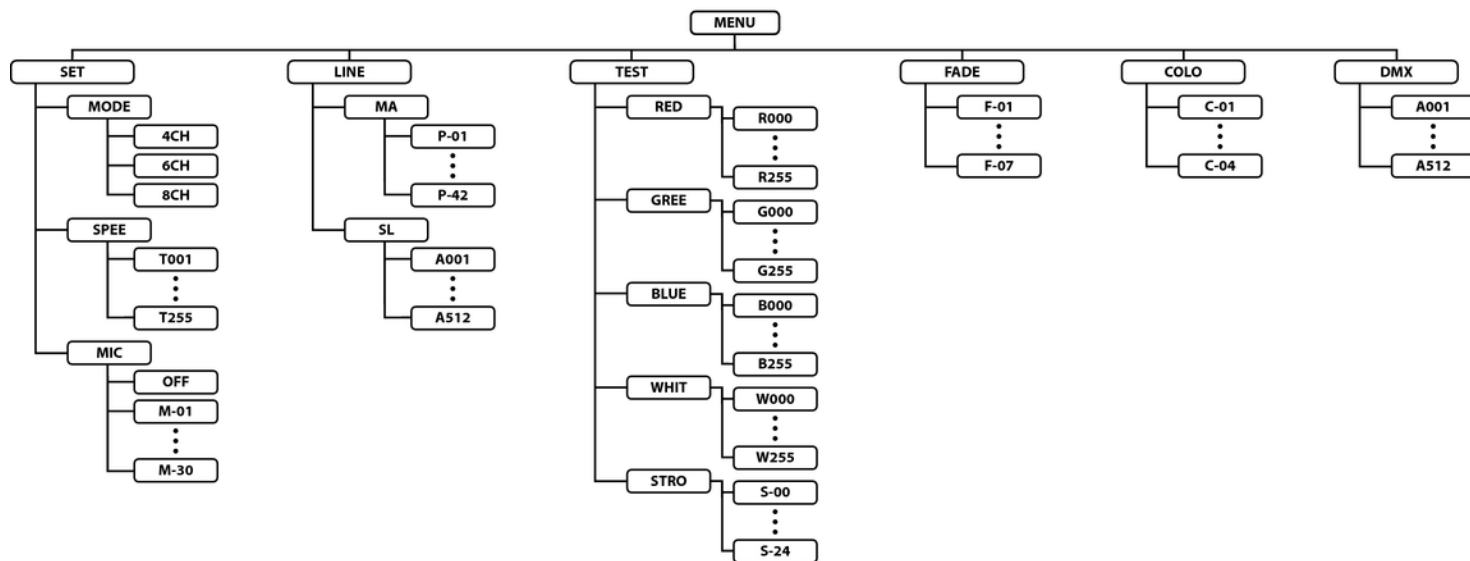 MENU
SET
MODE
4CH
6CH
8CH
SPEE
T001
T255
MIC
OFF
M-01
M-30
LINE
MA
P-01
P-42
SL
A001
A512
TEST
RED
R000
R255
GREE
G000
G255
BLUE
B000
B255
WHIT
W000
W255
STRO
S-00
S-24
FADE
F-01
F-07
COLO
C-01
C-04
DMX
A001
A512